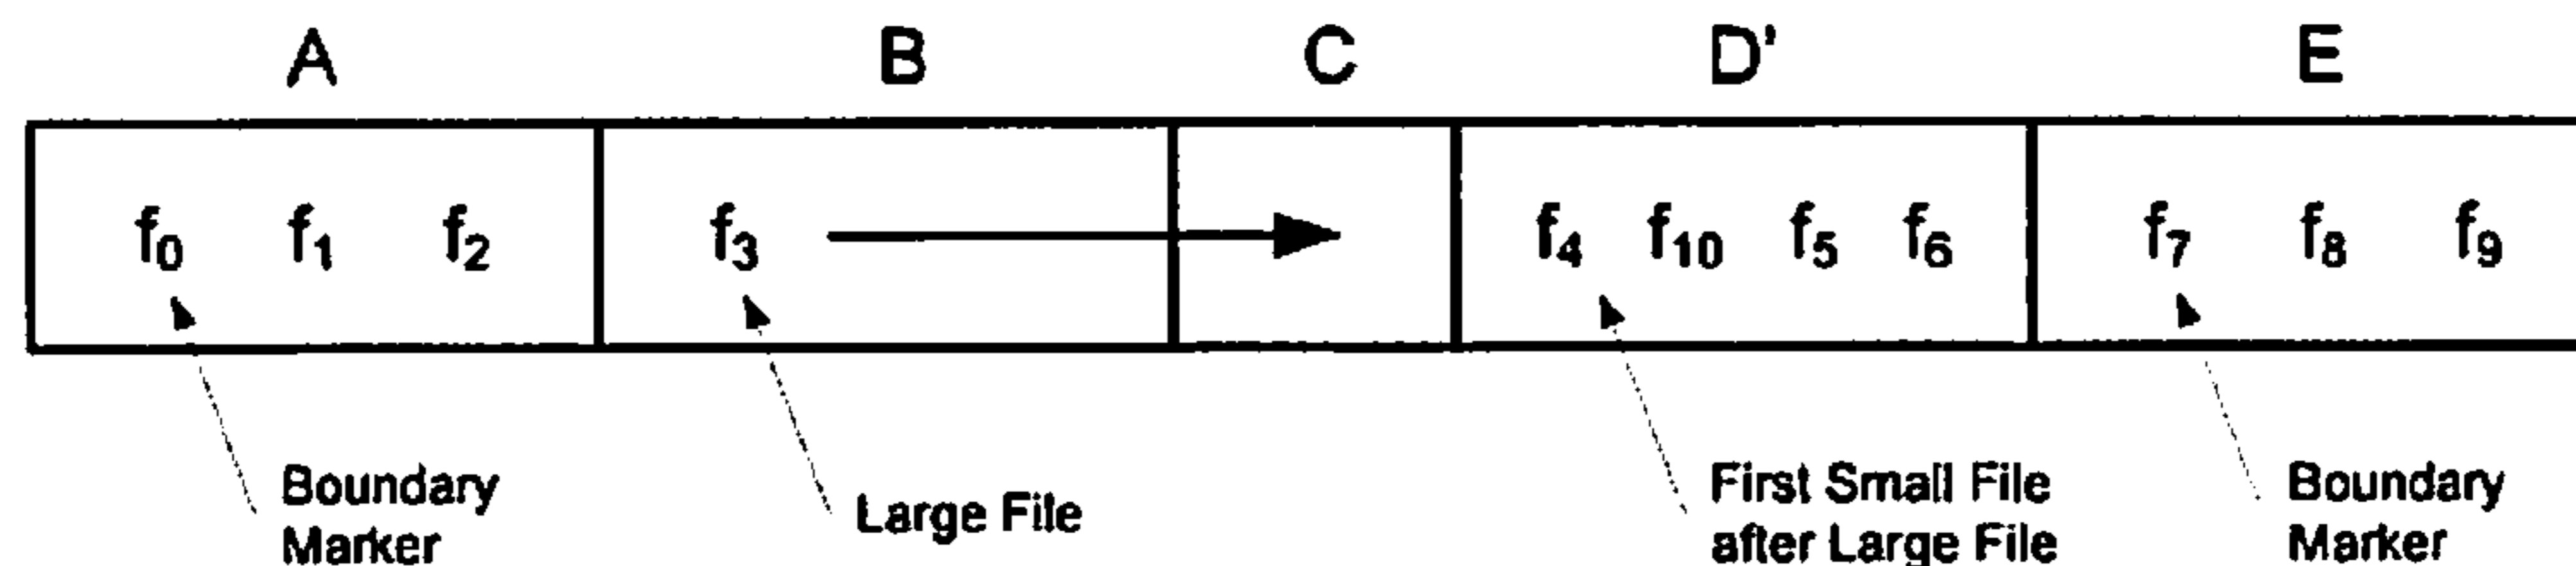 A B C D' E
f0 f1 f2 f3 f4 f10 f5 f6 f7 f8 f9
Boundary
Marker
Large File
First Small File
after Large File
Boundary
Marker